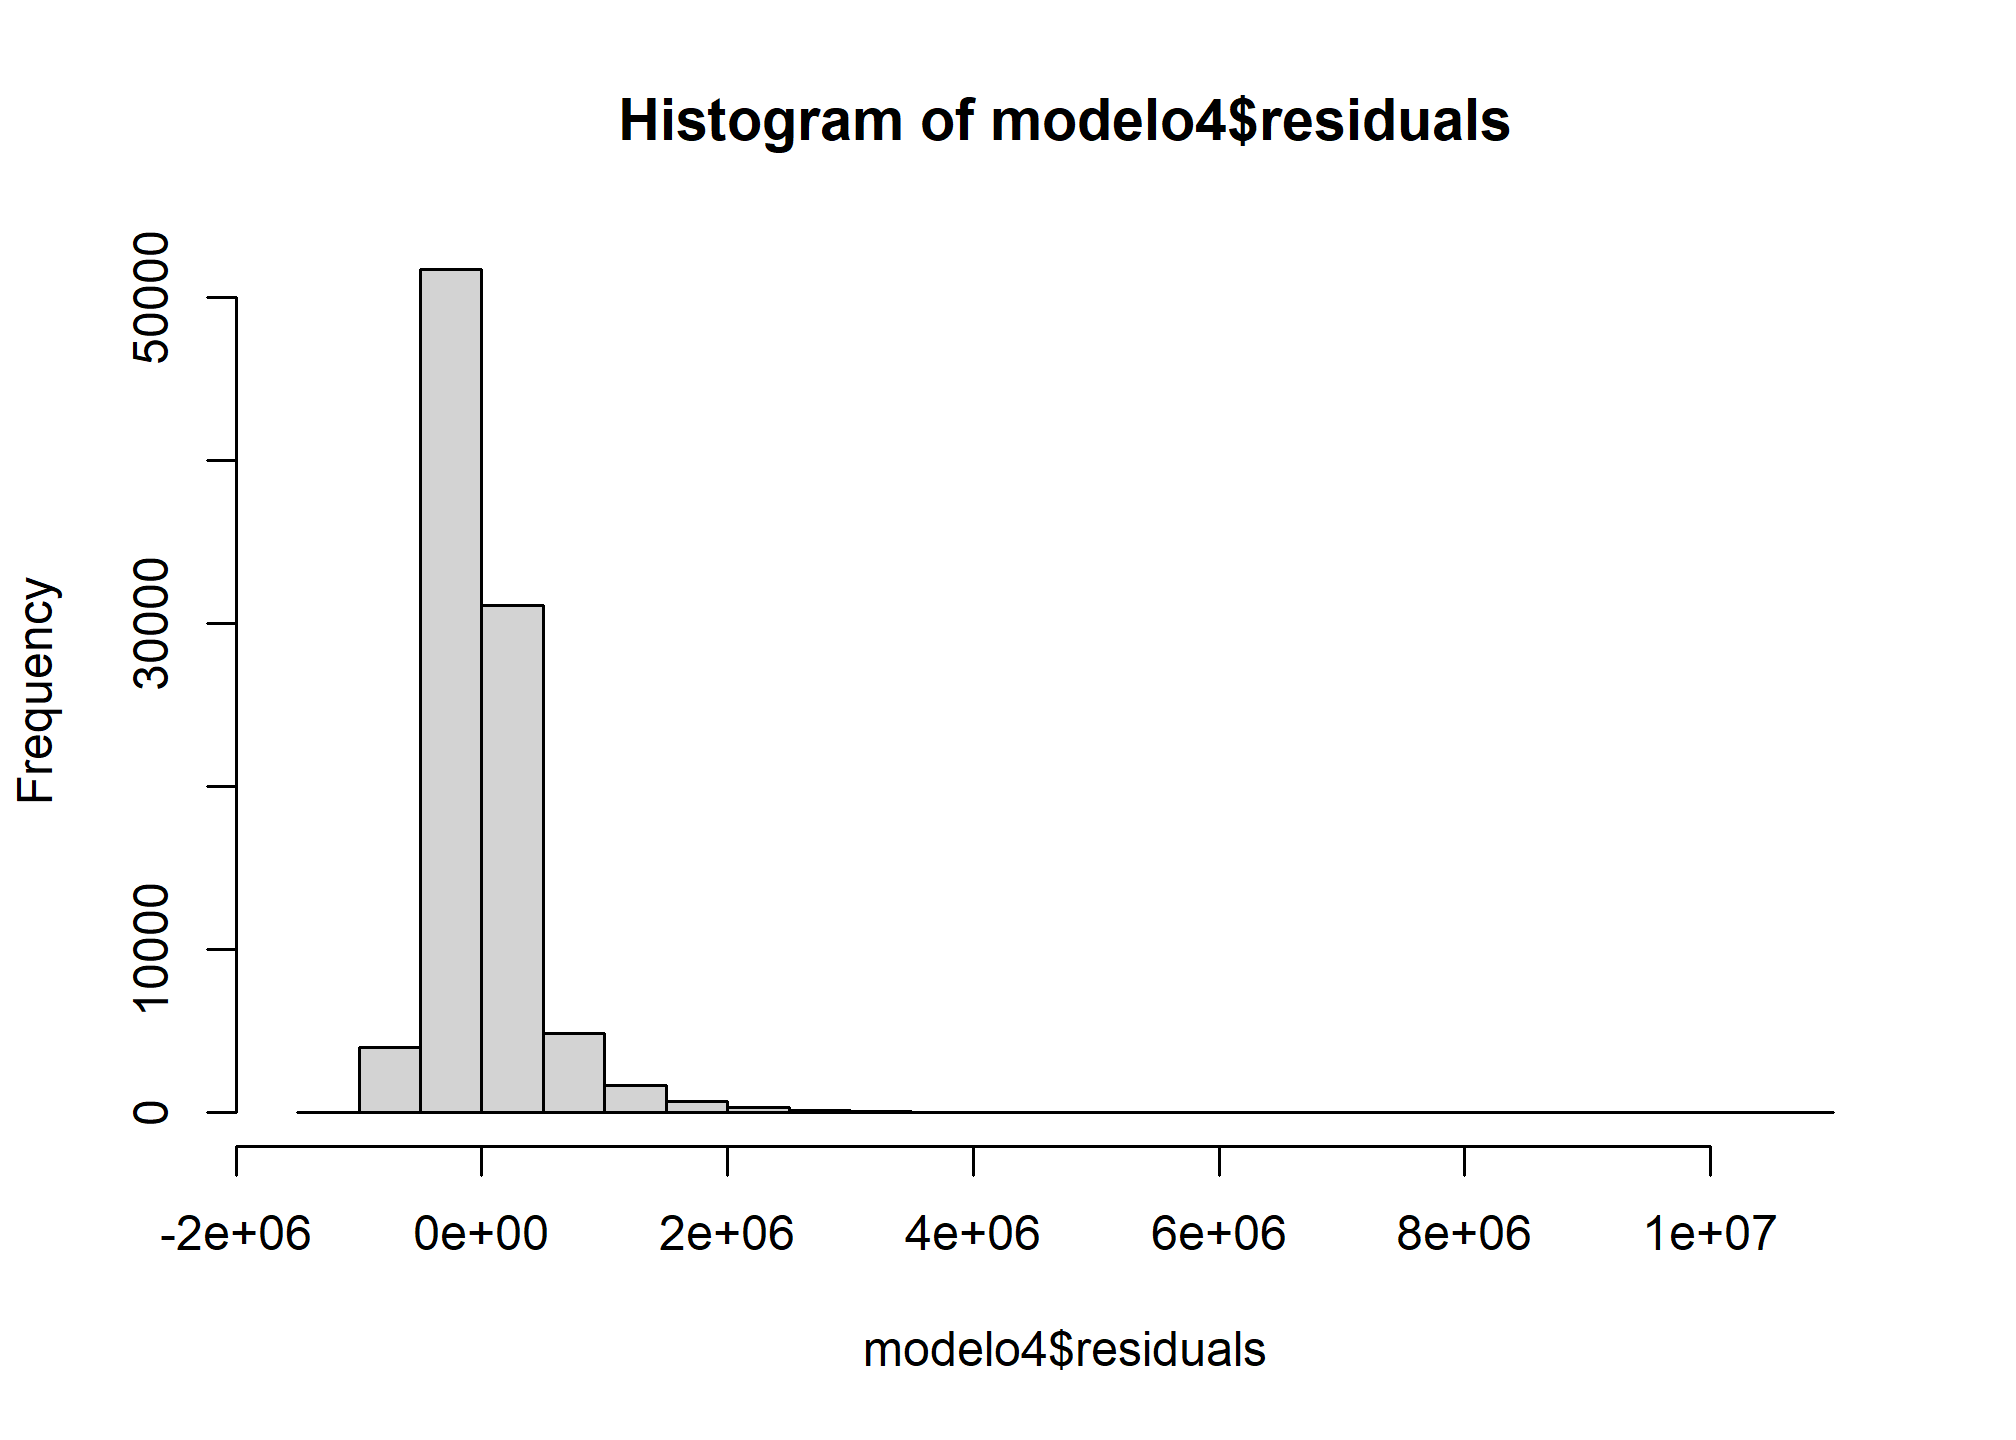 Histogram of modelo4$residuals
Frequency
50000
30000
10000
0
-2e+06 0e+00 2e+06 4e+06 6e+06 8e+06 1e+07
modelo4$residuals